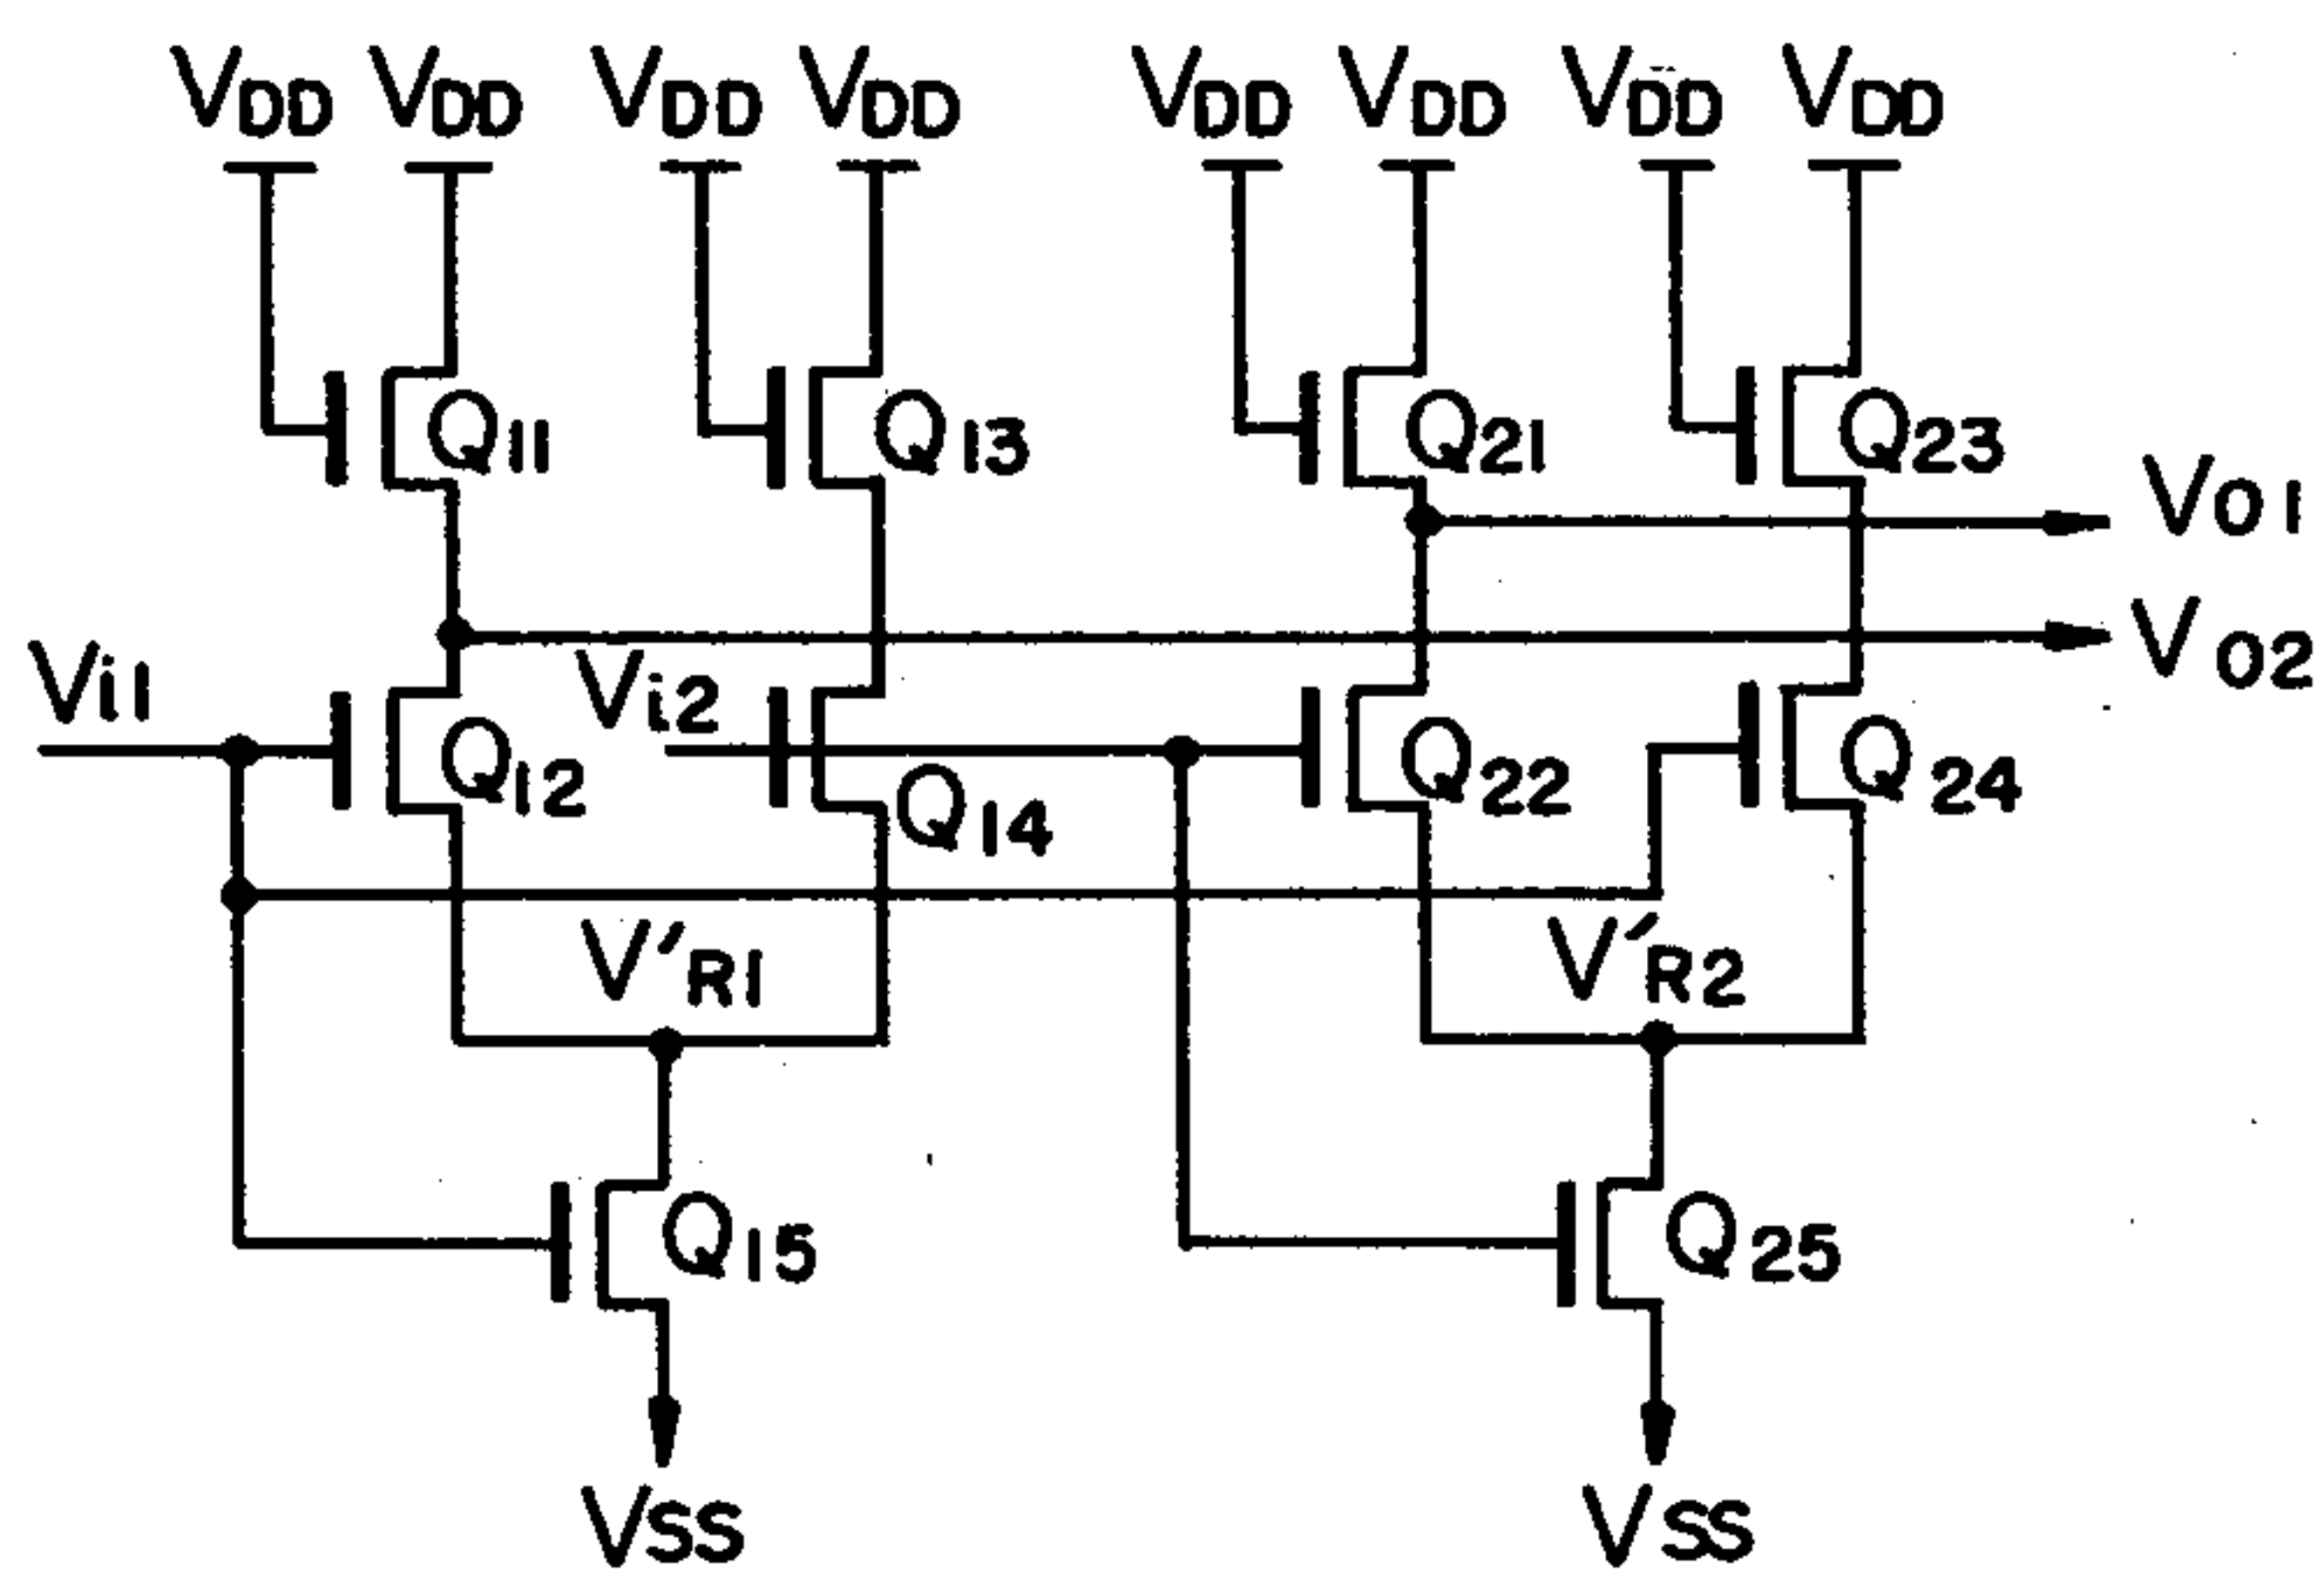 VDD VDD VDD VDD VDD VDD VDD VDD
Q11 Q13 Q21 Q23
VO1
VO2
Vi1 Vi2
Q12 Q14 Q22 Q24
V'R1 V'R2
Q15 Q25
VSS VSS